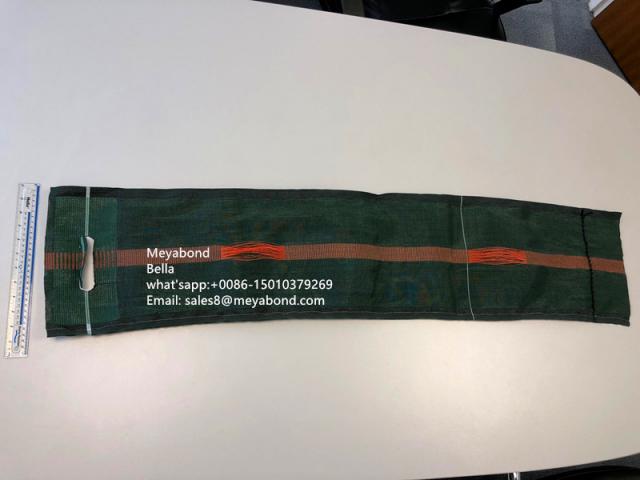 Meyabond
Bella
what'sapp:+0086-15010379269
Email: sales8@meyabond.com